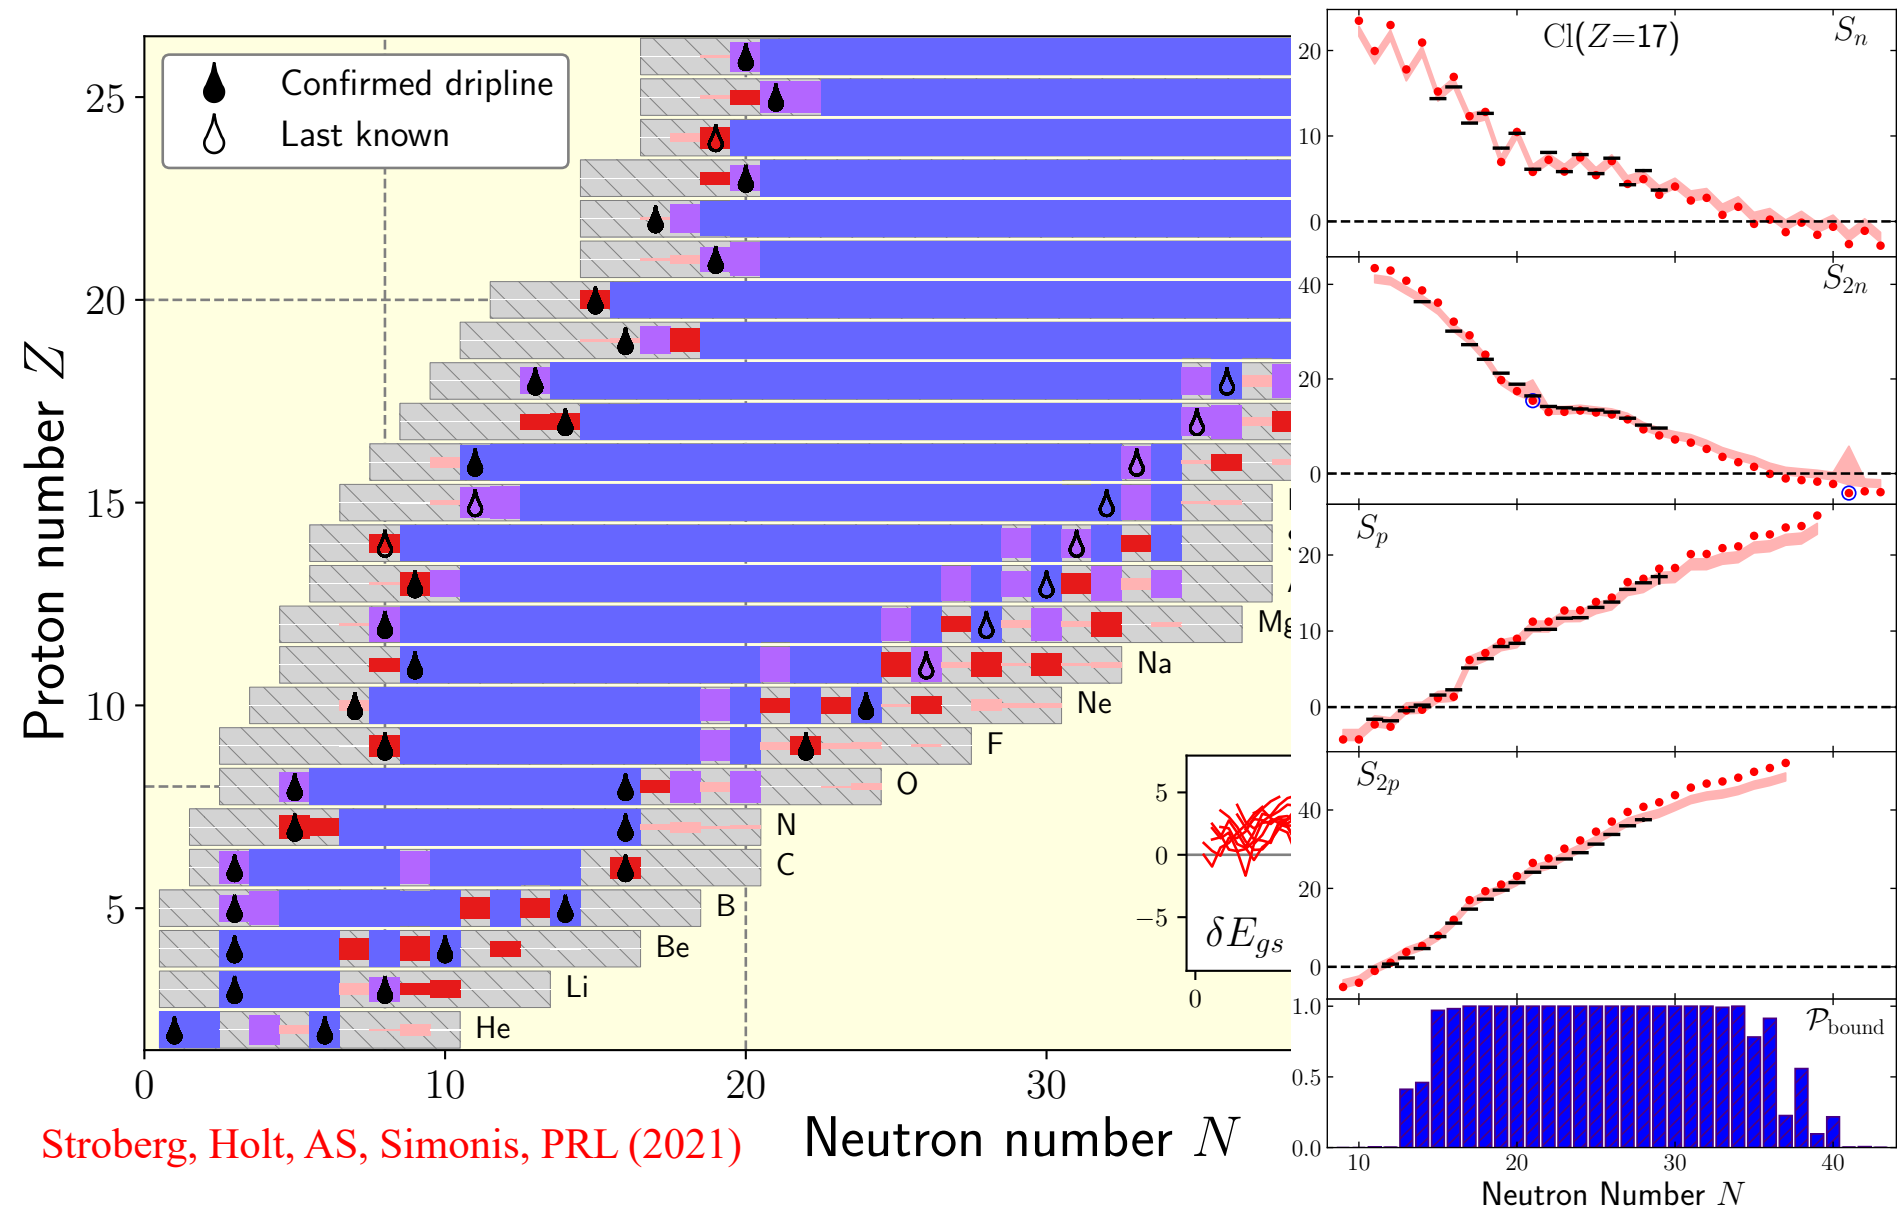 Confirmed dripline
Last known
Proton number Z
25
20
15
10
5
Mg
Na
Ne
F
O
N
C
B
Be
Li
He
0
10
20
30
Neutron number N
Stroberg, Holt, AS, Simonis, PRL (2021)
5
0
−5
δE_gs
0
Cl(Z=17)
S_n
20
10
0
S_2n
40
20
0
S_p
20
10
0
S_2p
40
20
0
P_bound
1.0
0.5
0.0
10
20
30
40
Neutron Number N